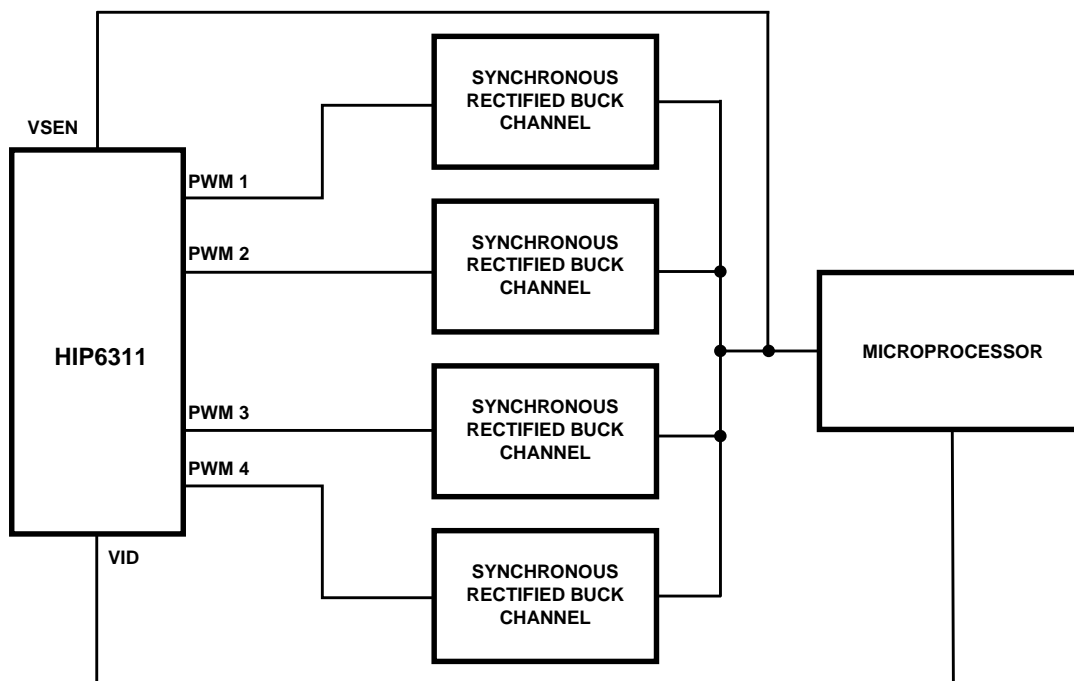 SYNCHRONOUS
RECTIFIED BUCK
CHANNEL
VSEN
PWM 1
SYNCHRONOUS
RECTIFIED BUCK
CHANNEL
PWM 2
HIP6311
MICROPROCESSOR
PWM 3
SYNCHRONOUS
RECTIFIED BUCK
CHANNEL
PWM 4
VID
SYNCHRONOUS
RECTIFIED BUCK
CHANNEL